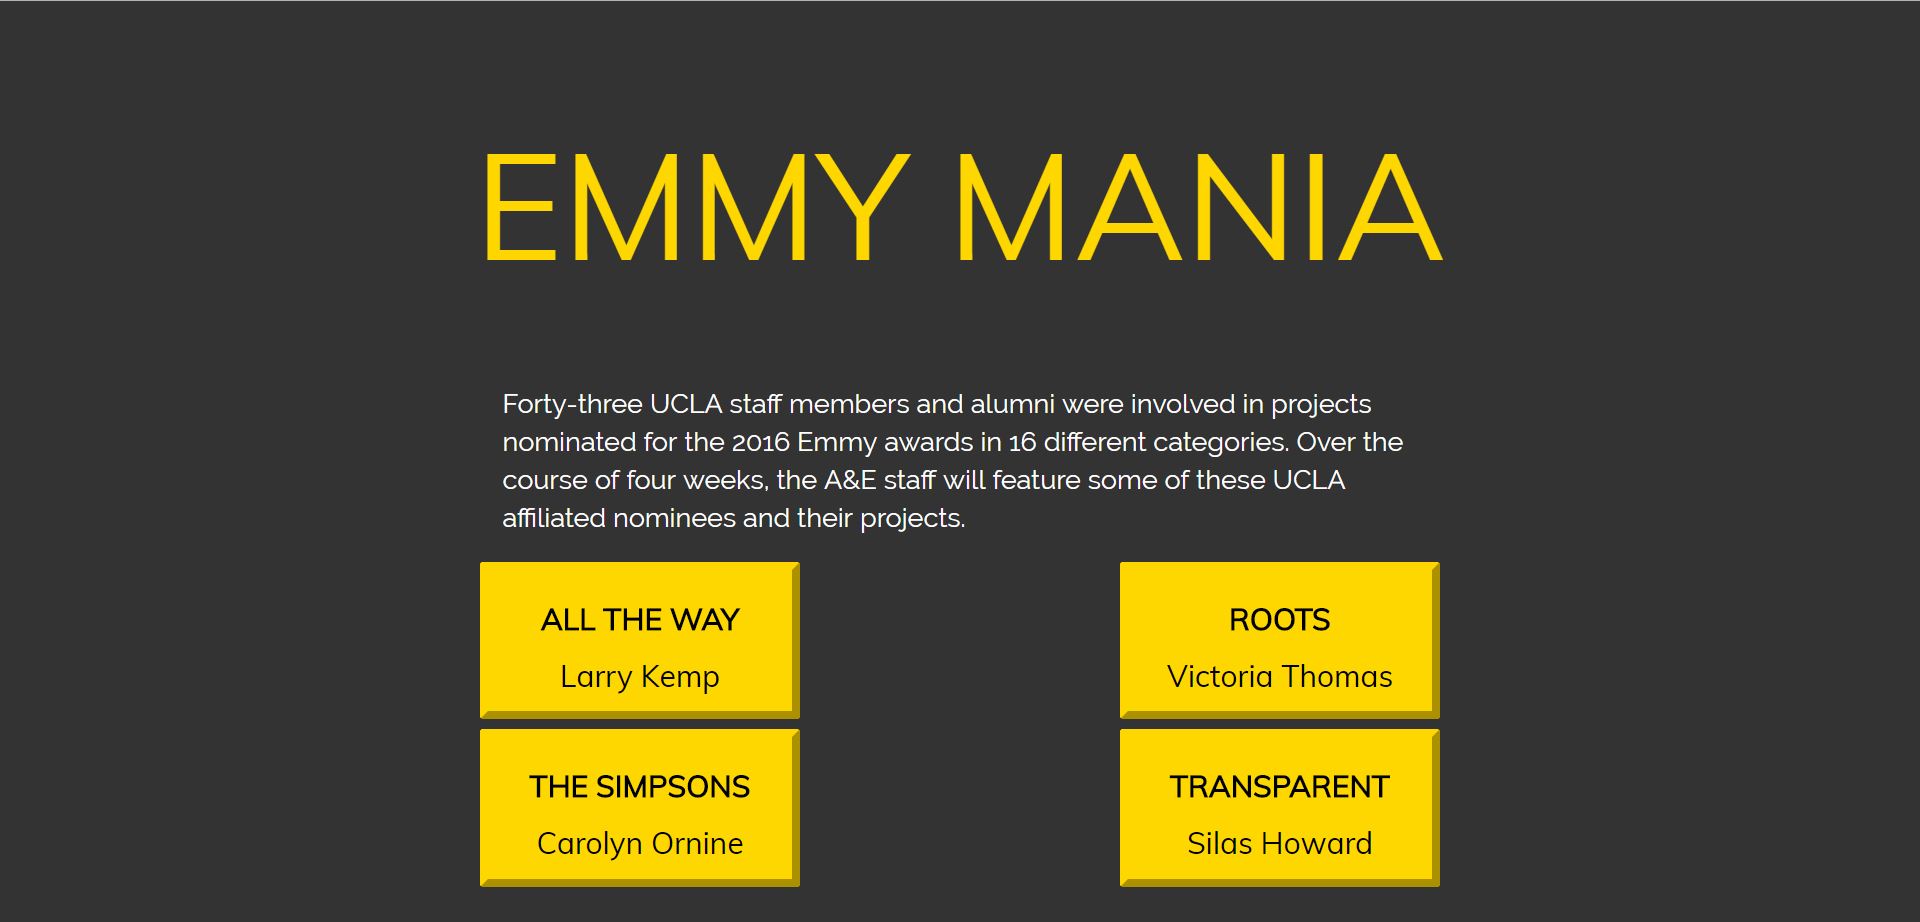 EMMY MANIA
Forty-three UCLA staff members and alumni were involved in projects
nominated for the 2016 Emmy awards in 16 different categories. Over the
course of four weeks, the A&E staff will feature some of these UCLA
affiliated nominees and their projects.
ALL THE WAY
Larry Kemp
ROOTS
Victoria Thomas
THE SIMPSONS
Carolyn Ornine
TRANSPARENT
Silas Howard